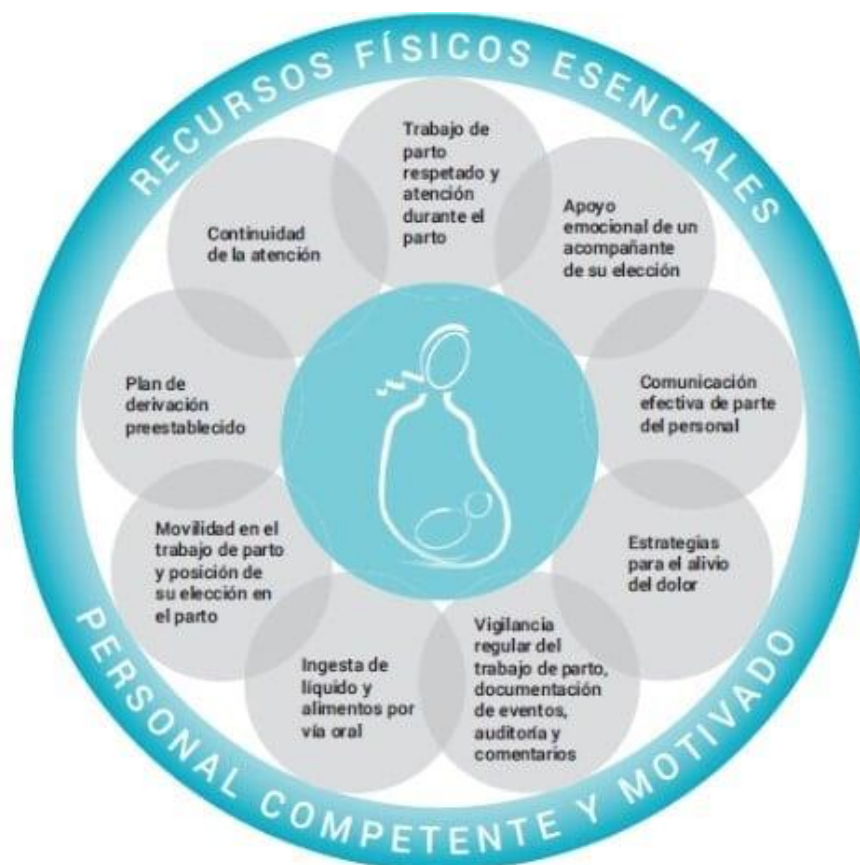 RECURSOS FÍSICOS ESENCIALES
Trabajo de
parto
respetado y
atención
durante el
parto
Apoyo
emocional de un
acompañante
de su elección
Comunicación
efectiva de parte
del personal
Estrategias
para el alivio
del dolor
Vigilancia
regular del
trabajo de parto,
documentación
de eventos,
auditoría y
comentarios
Ingesta de
líquido y
alimentos por
vía oral
Movilidad en el
trabajo de parto
y posición de
su elección en
el parto
Plan de
derivación
preestablecido
Continuidad
de la atención
PERSONAL COMPETENTE Y MOTIVADO